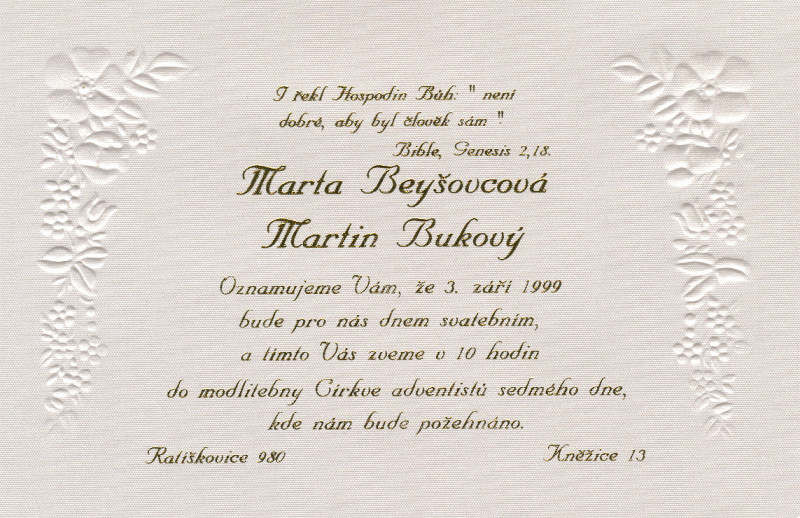 I řekl Hospodin Bůh: " není
dobré, aby byl člověk sám ".
Bible, Genesis 2,18.
Marta Beyšovcová
Martin Bukový
Oznamujeme Vám, že 3. září 1999
bude pro nás dnem svatebním,
a tímto Vás zveme v 10 hodin
do modlitebny Církve adventistů sedmého dne,
kde nám bude požehnáno.
Ratíškovice 980
Kněžice 13